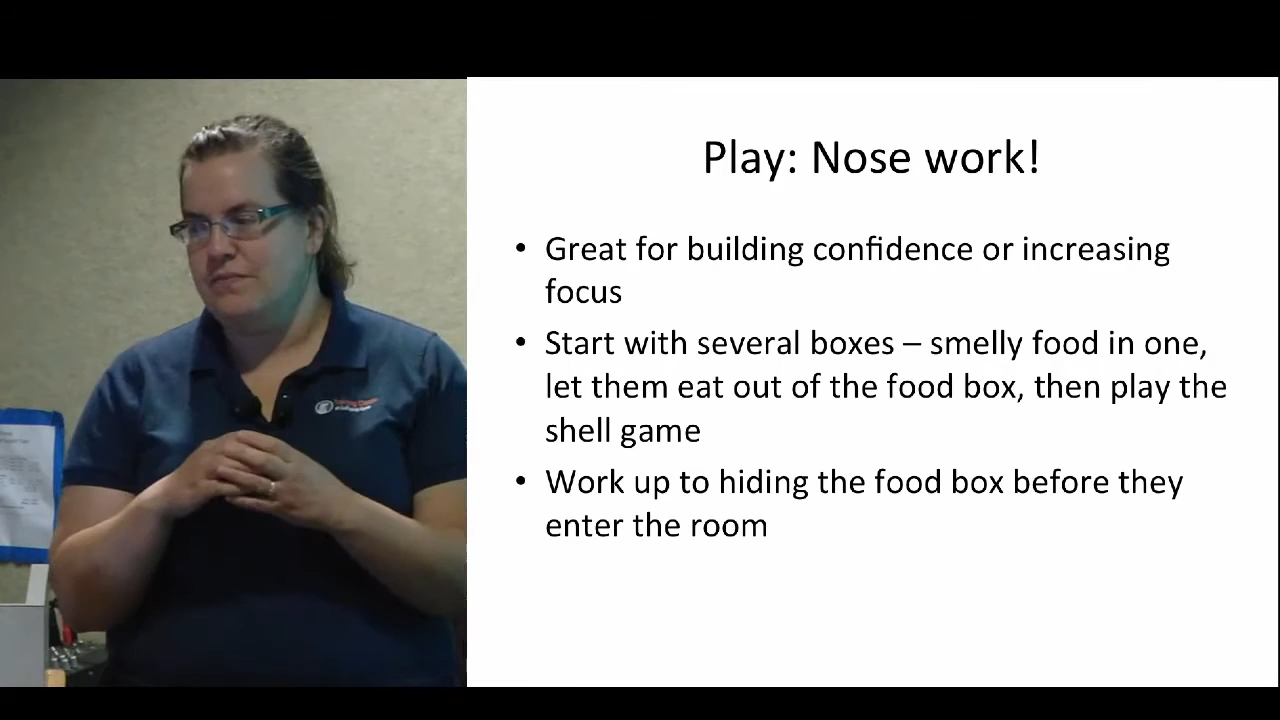 Play: Nose work!
• Great for building confidence or increasing
focus
• Start with several boxes – smelly food in one,
let them eat out of the food box, then play the
shell game
• Work up to hiding the food box before they
enter the room